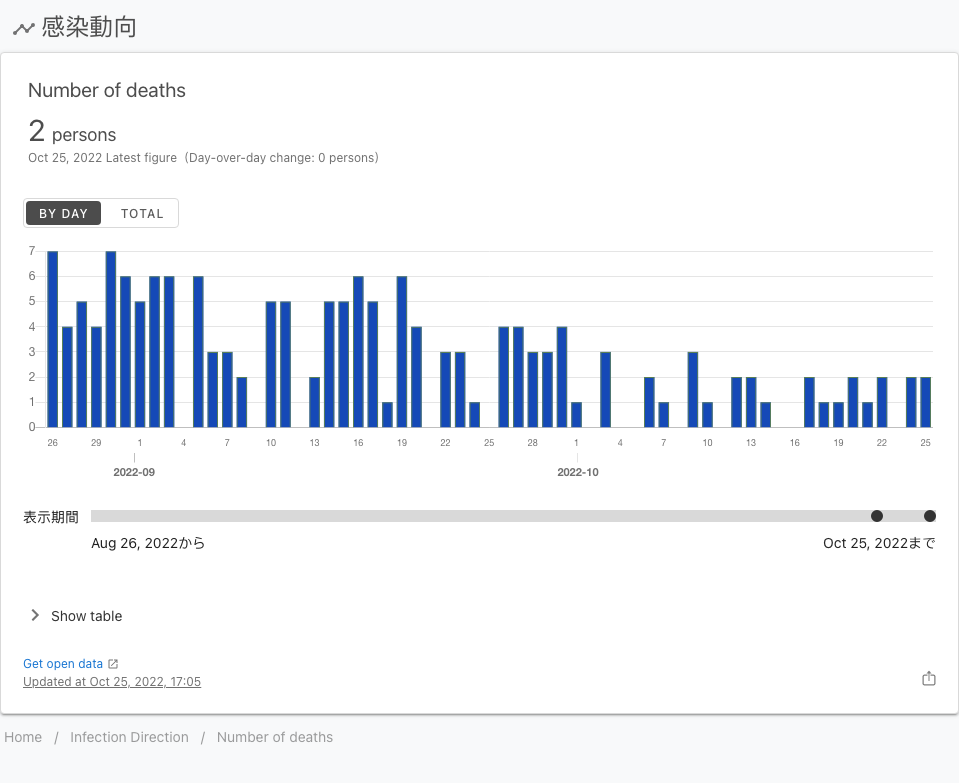 感染動向
Number of deaths
2 persons
Oct 25, 2022 Latest figure (Day-over-day change: 0 persons)
BY DAY TOTAL
7
6
5
4
3
2
1
0
26 29 1 4 7 10 13 16 19 22 25 28 1 4 7 10 13 16 19 22 25
2022-09 2022-10
表示期間
Aug 26, 2022から Oct 25, 2022まで
Show table
Get open data
Updated at Oct 25, 2022, 17:05
Home / Infection Direction / Number of deaths